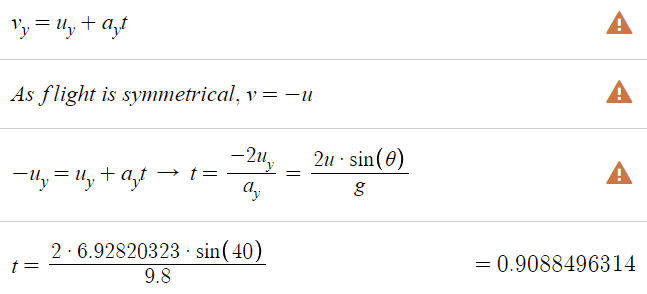 v_y = u_y + a_y t
As flight is symmetrical, v = −u
−u_y = u_y + a_y t → t = −2u_y / a_y = 2u · sin(θ) / g
t = 2 · 6.92820323 · sin(40) / 9.8 = 0.9088496314